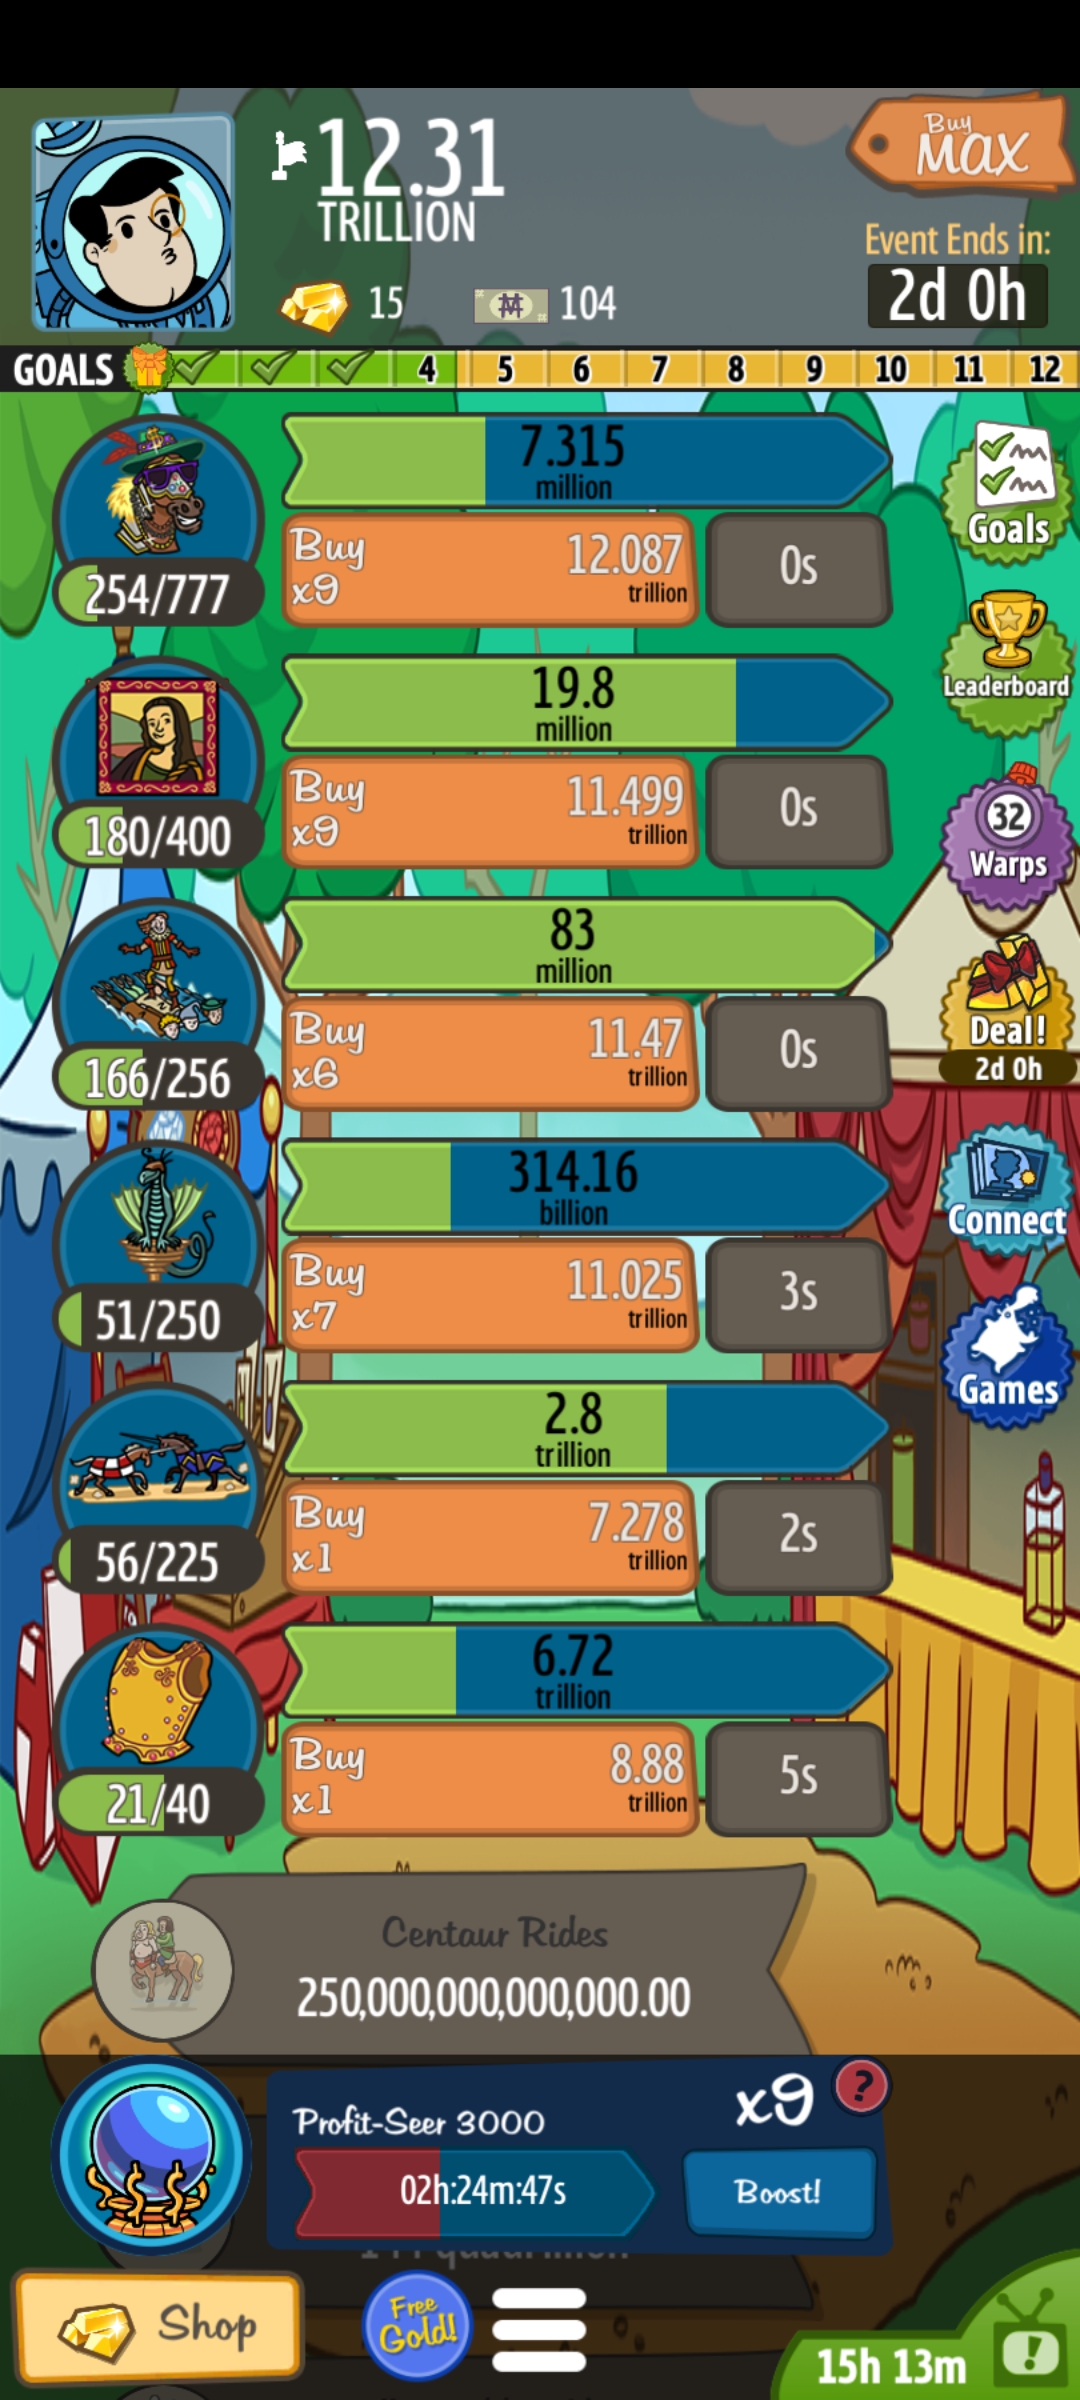 12.31
TRILLION
15
104
Buy
MAX
Event Ends in:
2d 0h
GOALS
4
5
6
7
8
9
10
11
12
7.315
million
Buy
x9
12.087
trillion
0s
254/777
Goals
Leaderboard
19.8
million
Buy
x9
11.499
trillion
0s
180/400
32
Warps
83
million
Buy
x6
11.47
trillion
0s
166/256
Deal!
2d 0h
314.16
billion
Buy
x7
11.025
trillion
3s
51/250
Connect
Games
2.8
trillion
Buy
x1
7.278
trillion
2s
56/225
6.72
trillion
Buy
x1
8.88
trillion
5s
21/40
Centaur Rides
250,000,000,000,000.00
Profit-Seer 3000
x9
?
02h:24m:47s
Boost!
Shop
Free
Gold!
15h 13m
!